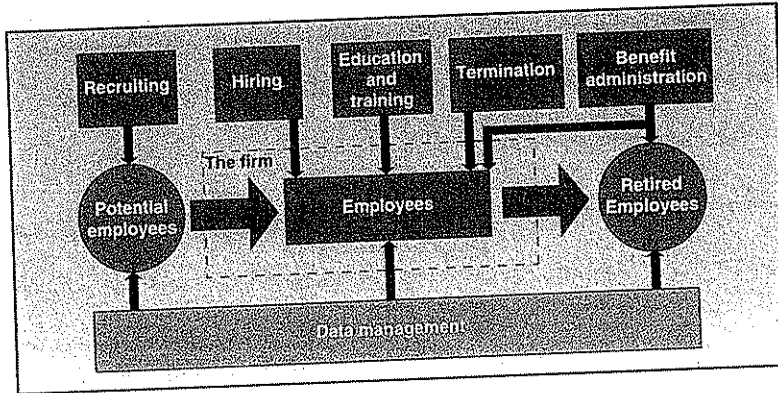 Recruiting
Hiring
Education
and
training
Termination
Benefit
administration
The firm
Potential
employees
Employees
Retired
Employees
Data management